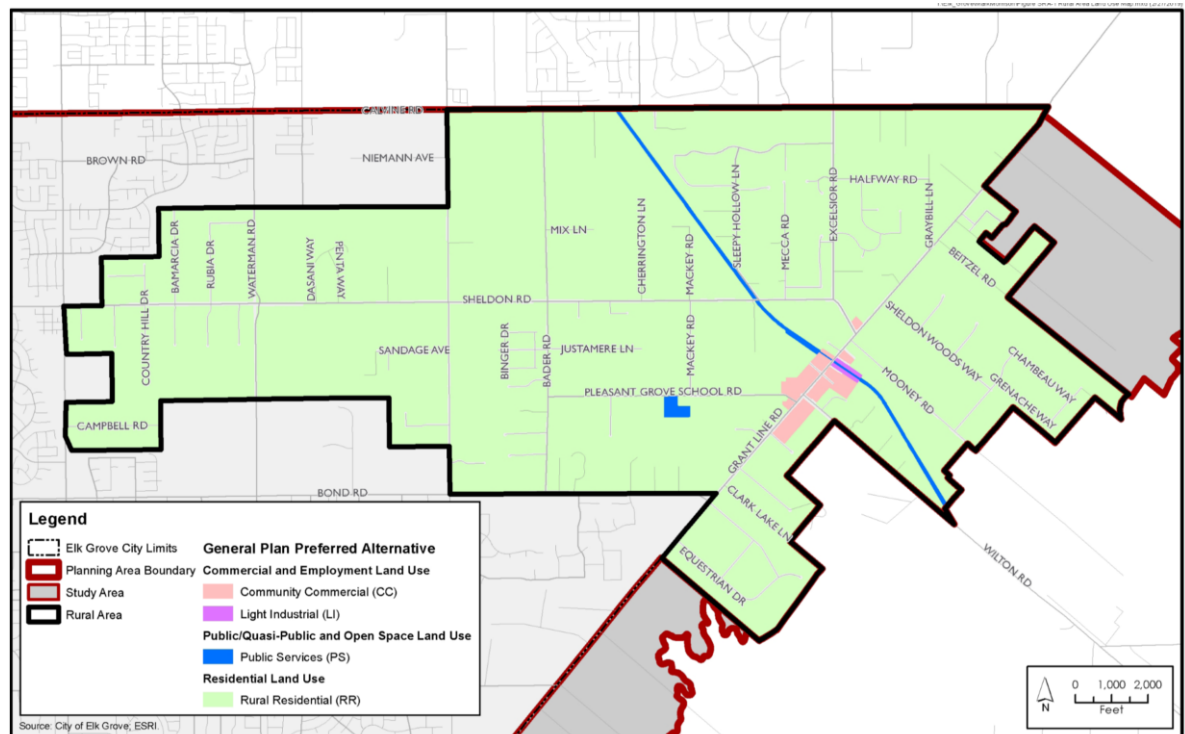 BROWN RD
NIEMANN AVE
BAMARCIA DR
RUBIA DR
WATERMAN RD
DASANI WAY
PENTA WAY
COUNTRY HILL DR
CAMPBELL RD
SHELDON RD
SANDAGE AVE
BINGER DR
BADER RD
JUSTAMERE LN
MIX LN
CHERRINGTON LN
MACKEY RD
MACKEY RD
SLEEPY HOLLOW LN
MECCA RD
EXCELSIOR RD
HALFWAY RD
GRAYBILL LN
BEITZEL RD
SHELDON WOODS WAY
CHAMBEAU WAY
GRENACHE WAY
MOONEY RD
PLEASANT GROVE SCHOOL RD
GRANT LINE RD
BOND RD
CLARK LAKE LN
EQUESTRIAN DR
WILTON RD
Legend
Elk Grove City Limits
Planning Area Boundary
Study Area
Rural Area
General Plan Preferred Alternative
Commercial and Employment Land Use
Community Commercial (CC)
Light Industrial (LI)
Public/Quasi-Public and Open Space Land Use
Public Services (PS)
Residential Land Use
Rural Residential (RR)
Source: City of Elk Grove; ESRI.
N
0 1,000 2,000
Feet